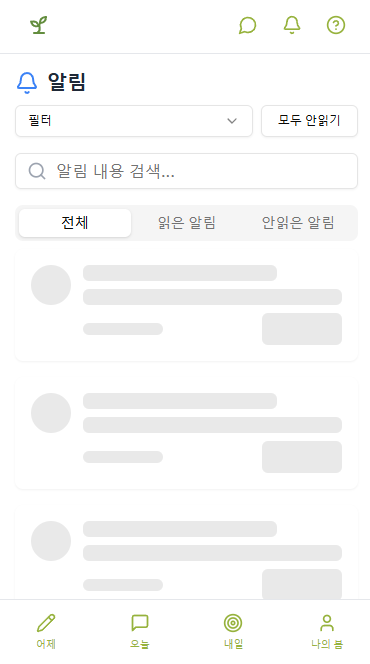 알림
필터
모두 안읽기
알림 내용 검색...
전체 읽은 알림 안읽은 알림
어제 오늘 내일 나의 봄